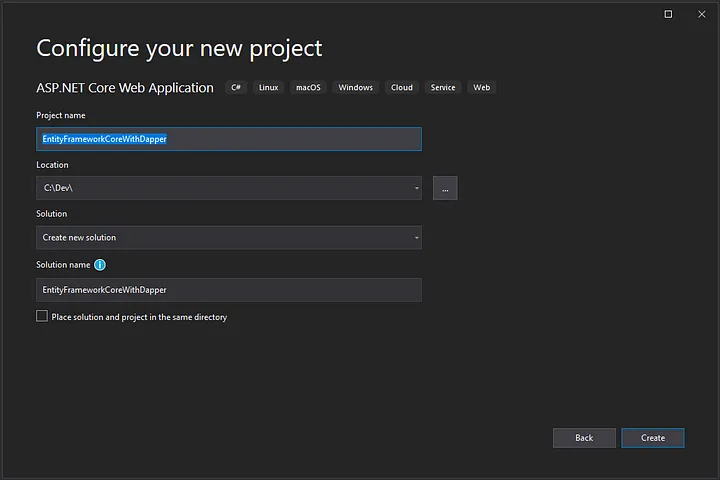 Configure your new project
ASP.NET Core Web Application C# Linux macOS Windows Cloud Service Web
Project name
EntityFrameworkCoreWithDapper
Location
C:\Dev\
...
Solution
Create new solution
Solution name
EntityFrameworkCoreWithDapper
Place solution and project in the same directory
Back Create